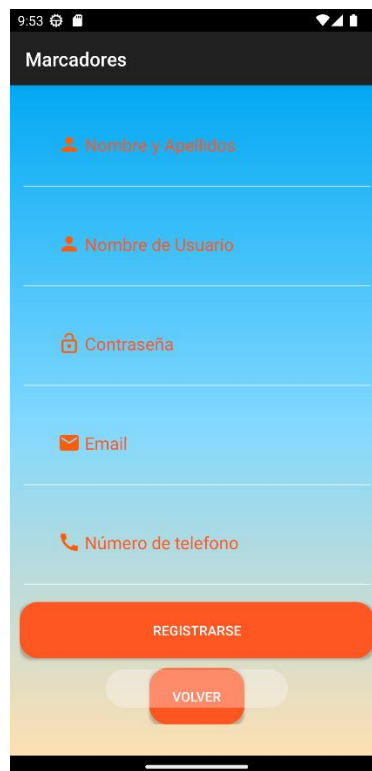 9:53
Marcadores
Nombre y Apellidos
Nombre de Usuario
Contraseña
Email
Número de telefono
REGISTRARSE
VOLVER